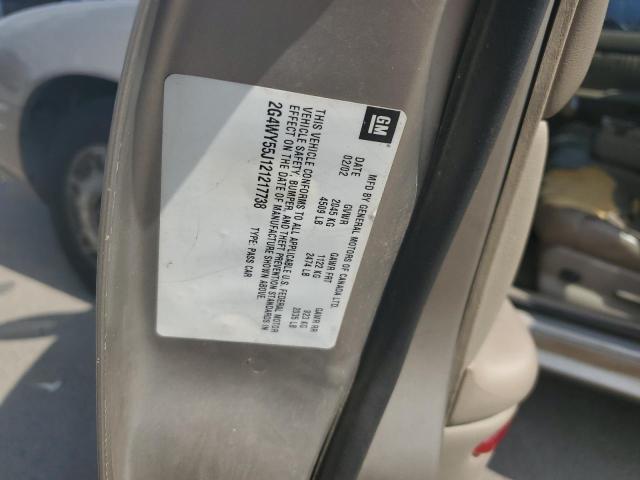 GM
MFD BY GENERAL MOTORS OF CANADA LTD.
DATE GVWR GAWR FRT GAWR RR
02/02 2045 KG 1122 KG 923 KG
4509 LB 2474 LB 2035 LB
THIS VEHICLE CONFORMS TO ALL APPLICABLE U.S. FEDERAL MOTOR
VEHICLE SAFETY, BUMPER, AND THEFT PREVENTION STANDARDS IN
EFFECT ON THE DATE OF MANUFACTURE SHOWN ABOVE.
2G4WY55J121217738 TYPE: PASS CAR